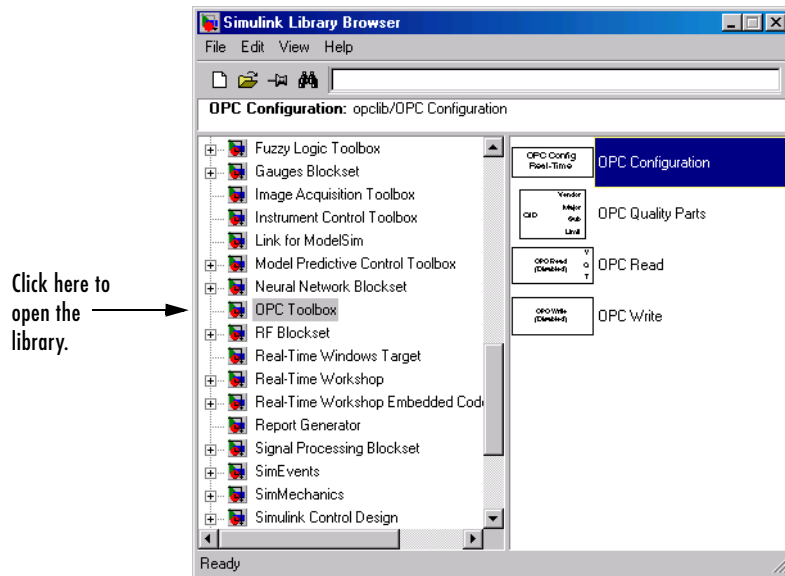 Simulink Library Browser
File Edit View Help
OPC Configuration: opclib/OPC Configuration
Fuzzy Logic Toolbox
Gauges Blockset
Image Acquisition Toolbox
Instrument Control Toolbox
Link for ModelSim
Model Predictive Control Toolbox
Neural Network Blockset
OPC Toolbox
RF Blockset
Real-Time Windows Target
Real-Time Workshop
Real-Time Workshop Embedded Code
Report Generator
Signal Processing Blockset
SimEvents
SimMechanics
Simulink Control Design
OPC Config
Real-Time
OPC Configuration
Vendor
Major
QID
Sub
Limit
OPC Quality Parts
OPC Read
(Disabled)
V
Q
T
OPC Read
OPC Write
(Disabled)
OPC Write
Ready
Click here to
open the
library.